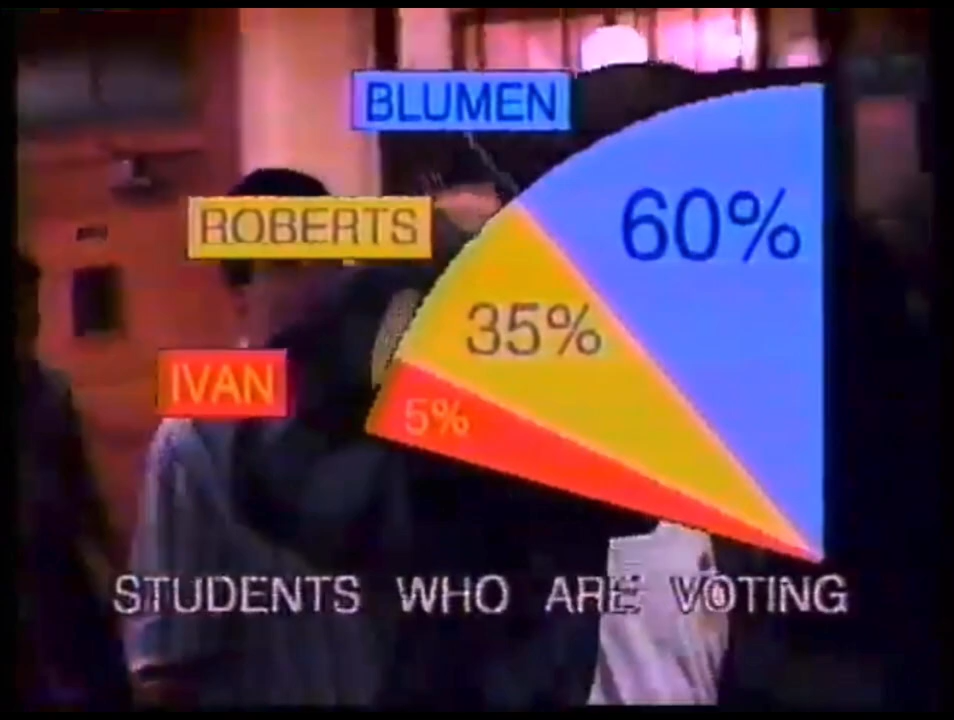 BLUMEN
60%
ROBERTS
35%
IVAN
5%
STUDENTS WHO ARE VOTING